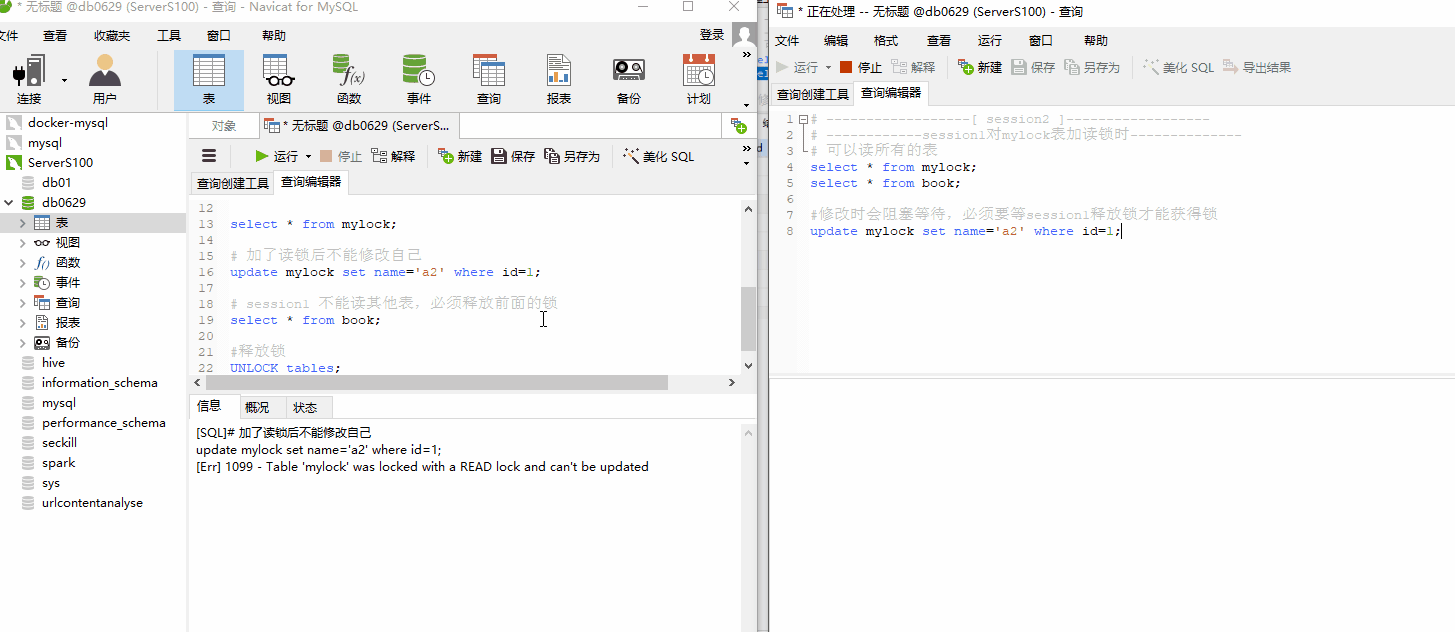 * 无标题 @db0629 (ServerS100) - 查询 - Navicat for MySQL
文件 查看 收藏夹 工具 窗口 帮助 登录
连接 用户 表 视图 函数 事件 查询 报表 备份 计划
docker-mysql
mysql
ServerS100
db01
db0629
表
视图
函数
事件
查询
报表
备份
hive
information_schema
mysql
performance_schema
seckill
spark
sys
urlcontentanalyse
对象 * 无标题 @db0629 (ServerS...
运行 停止 解释 新建 保存 另存为 美化 SQL
查询创建工具 查询编辑器
12
13 select * from mylock;
14
15 # 加了读锁后不能修改自己
16 update mylock set name='a2' where id=1;
17
18 # session1 不能读其他表，必须释放前面的锁
19 select * from book;
20
21 #释放锁
22 UNLOCK tables;
信息 概况 状态
[SQL]# 加了读锁后不能修改自己
update mylock set name='a2' where id=1;
[Err] 1099 - Table 'mylock' was locked with a READ lock and can't be updated
* 正在处理 -- 无标题 @db0629 (ServerS100) - 查询
文件 编辑 格式 查看 运行 窗口 帮助
运行 停止 解释 新建 保存 另存为 美化 SQL 导出结果
查询创建工具 查询编辑器
1 # ------------------[ session2 ]------------------
2 # ------------session1对mylock表加读锁时--------------
3 # 可以读所有的表
4 select * from mylock;
5 select * from book;
6
7 #修改时会阻塞等待，必须要等session1释放锁才能获得锁
8 update mylock set name='a2' where id=1;